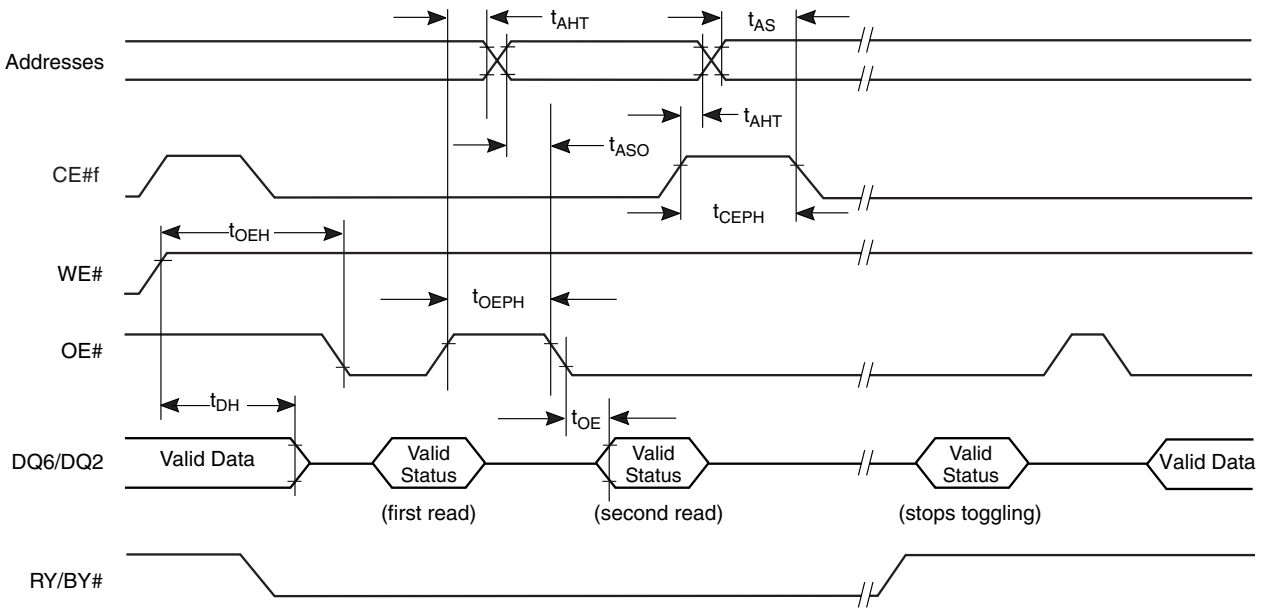 tAHT
tAS
Addresses
tAHT
tASO
CE#f
tCEPH
tOEH
WE#
tOEPH
OE#
tDH
tOE
DQ6/DQ2
Valid Data
Valid
Status
Valid
Status
Valid
Status
Valid Data
(first read)
(second read)
(stops toggling)
RY/BY#